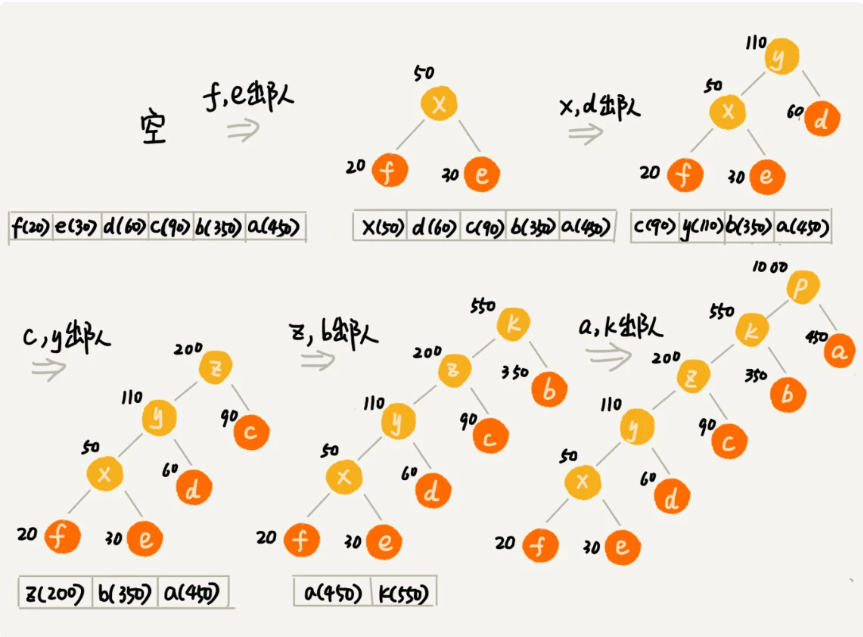 空
f,e出队
50
x
20 f
30 e
x,d出队
110 y
50 x
60 d
20 f
30 e
f(20) e(30) d(60) c(90) b(350) a(450)
x(50) d(60) c(90) b(350) a(450)
c(90) y(110) b(350) a(450)
c,y出队
200 z
110 y
90 c
50 x
60 d
20 f
30 e
z(200) b(350) a(450)
z,b出队
550 k
200 z
350 b
110 y
90 c
50 x
60 d
20 f
30 e
a(450) k(550)
a,k出队
1000 p
550 k
450 a
200 z
350 b
110 y
90 c
50 x
60 d
20 f
30 e